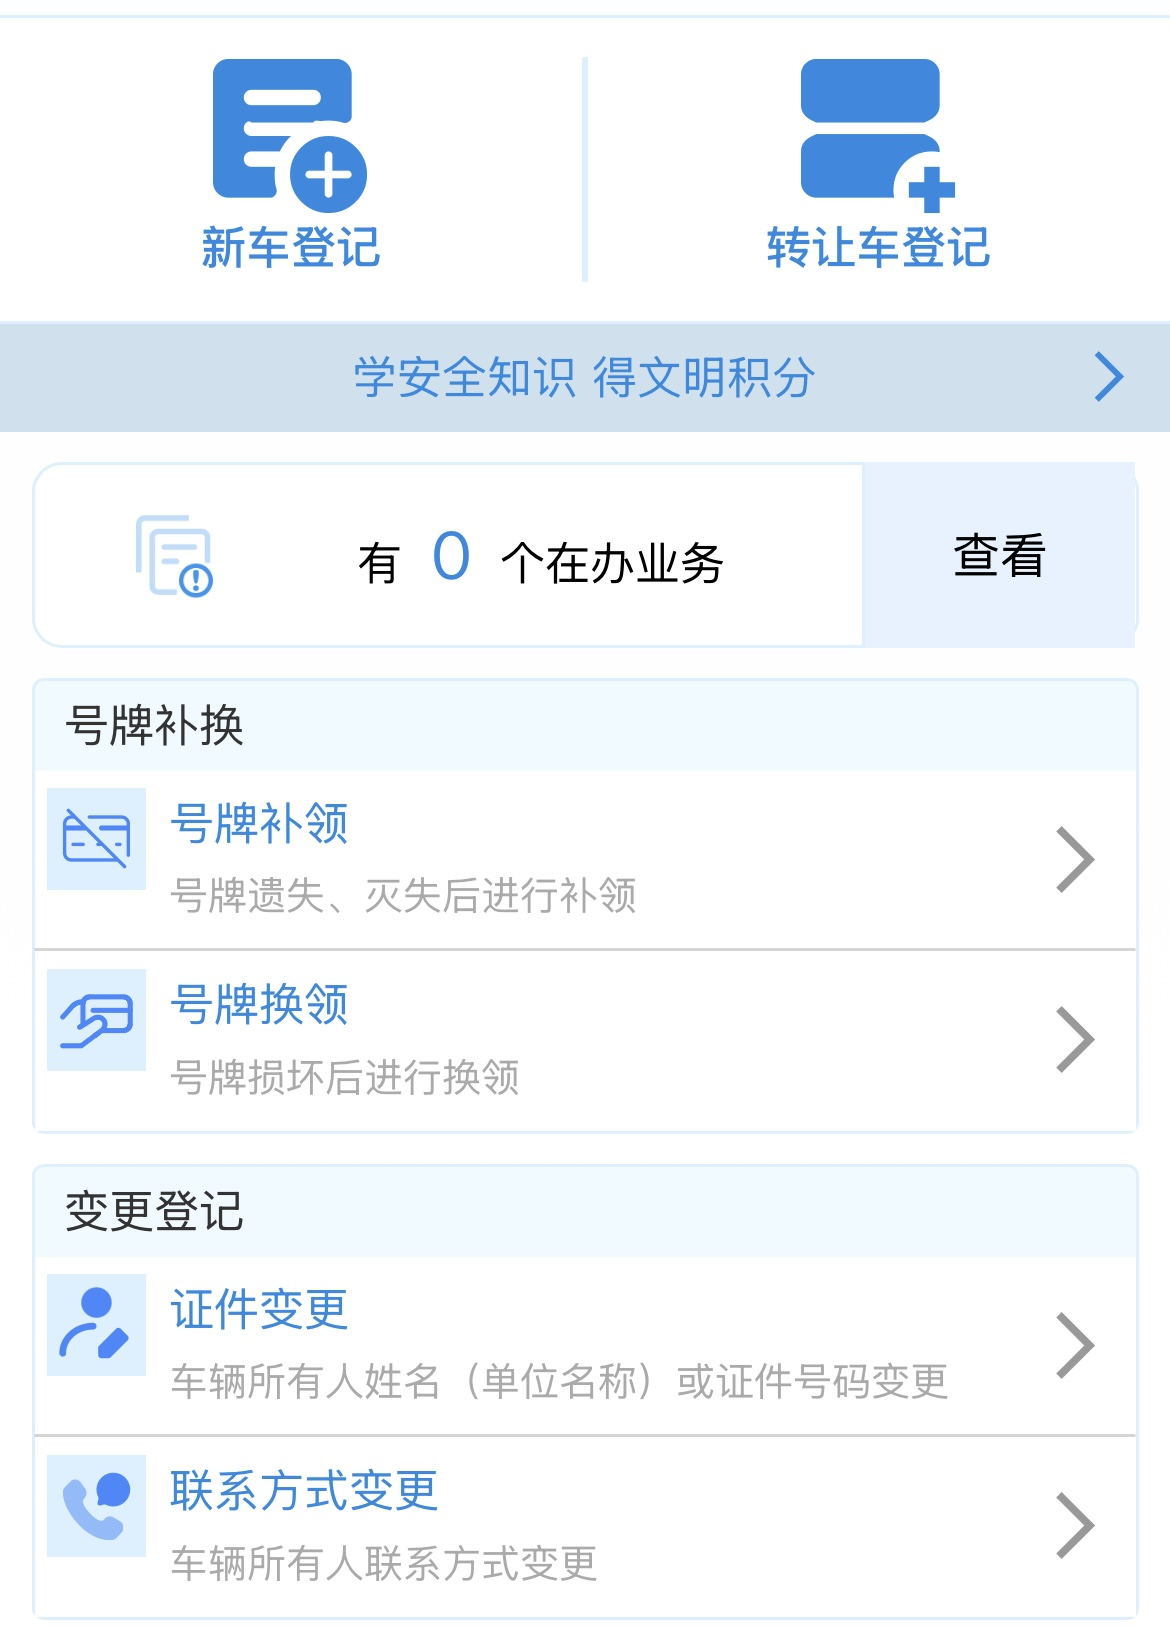 新车登记
转让车登记
学安全知识 得文明积分
有 0 个在办业务
查看
号牌补换
号牌补领
号牌遗失、灭失后进行补领
号牌换领
号牌损坏后进行换领
变更登记
证件变更
车辆所有人姓名（单位名称）或证件号码变更
联系方式变更
车辆所有人联系方式变更